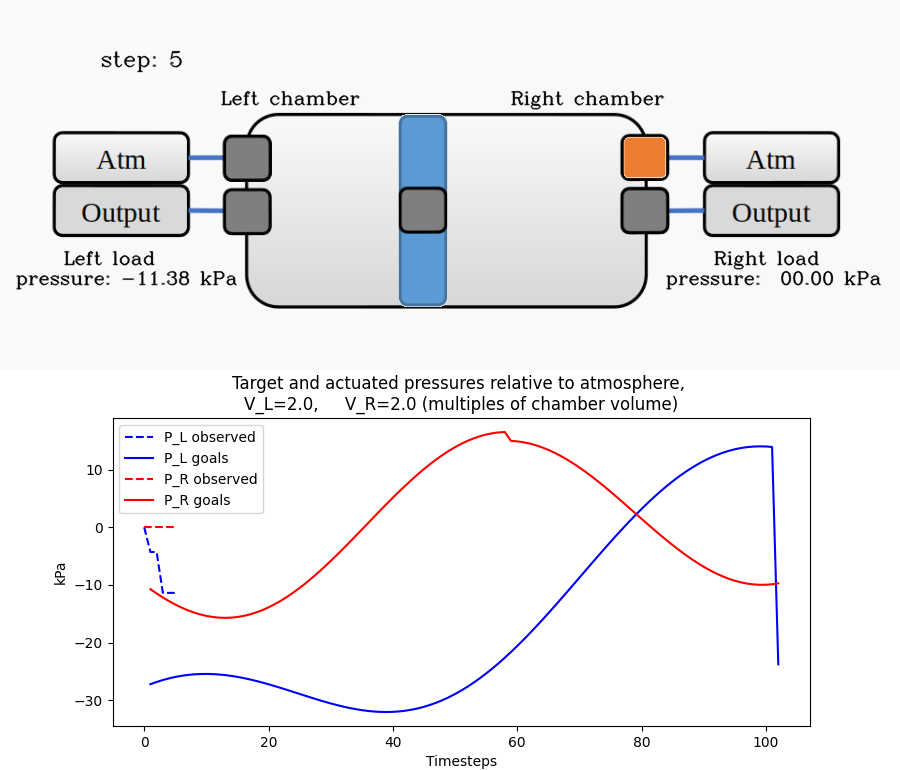 step: 5
Left chamber
Right chamber
Atm
Output
Left load
pressure: −11.38 kPa
Atm
Output
Right load
pressure: 00.00 kPa
Target and actuated pressures relative to atmosphere,
V_L=2.0, V_R=2.0 (multiples of chamber volume)
P_L observed
P_L goals
P_R observed
P_R goals
kPa
10
0
−10
−20
−30
0 20 40 60 80 100
Timesteps